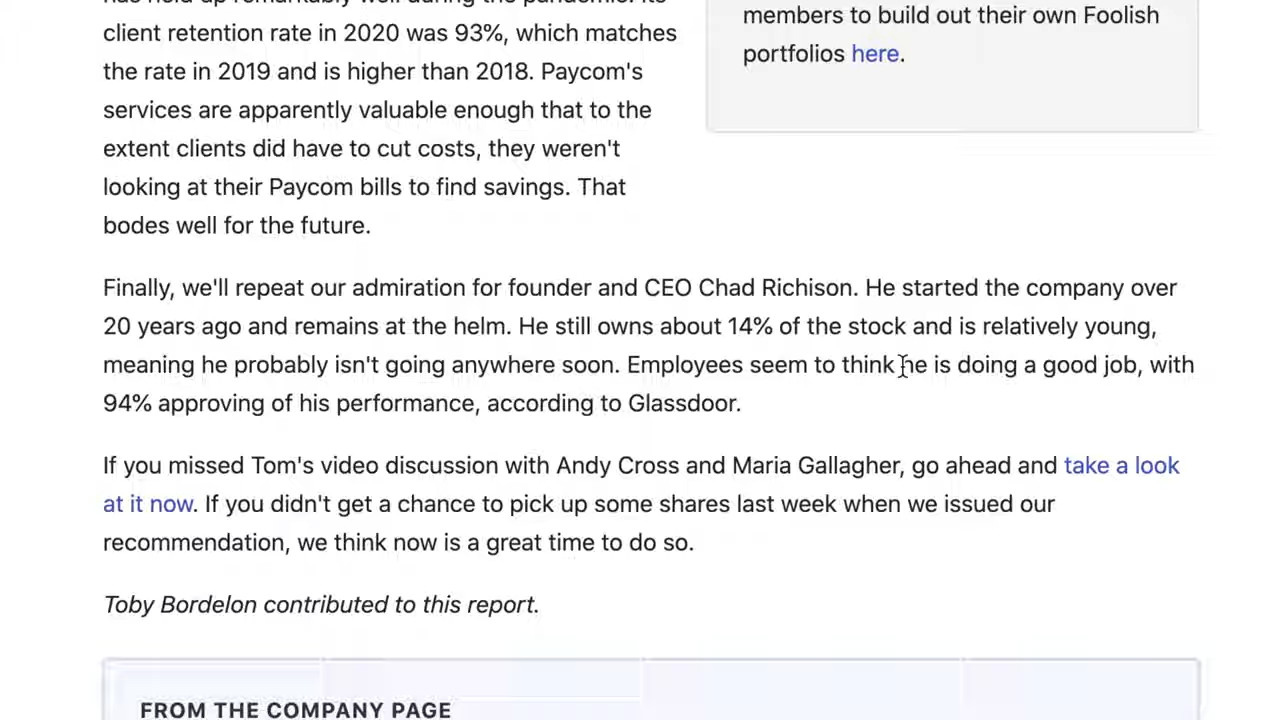 client retention rate in 2020 was 93%, which matches
the rate in 2019 and is higher than 2018. Paycom's
services are apparently valuable enough that to the
extent clients did have to cut costs, they weren't
looking at their Paycom bills to find savings. That
bodes well for the future.
members to build out their own Foolish
portfolios here.
Finally, we'll repeat our admiration for founder and CEO Chad Richison. He started the company over
20 years ago and remains at the helm. He still owns about 14% of the stock and is relatively young,
meaning he probably isn't going anywhere soon. Employees seem to think he is doing a good job, with
94% approving of his performance, according to Glassdoor.
If you missed Tom's video discussion with Andy Cross and Maria Gallagher, go ahead and take a look
at it now. If you didn't get a chance to pick up some shares last week when we issued our
recommendation, we think now is a great time to do so.
Toby Bordelon contributed to this report.
FROM THE COMPANY PAGE